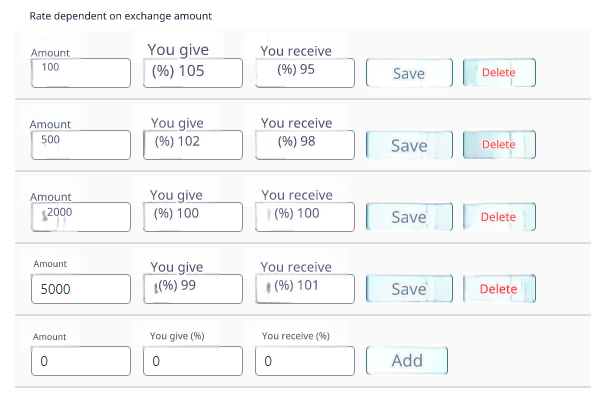 Rate dependent on exchange amount
Amount You give You receive
100 (%) 105 (%) 95 Save Delete
Amount You give You receive
500 (%) 102 (%) 98 Save Delete
Amount You give You receive
2000 (%) 100 (%) 100 Save Delete
Amount You give You receive
5000 (%) 99 (%) 101 Save Delete
Amount You give (%) You receive (%)
0 0 0 Add